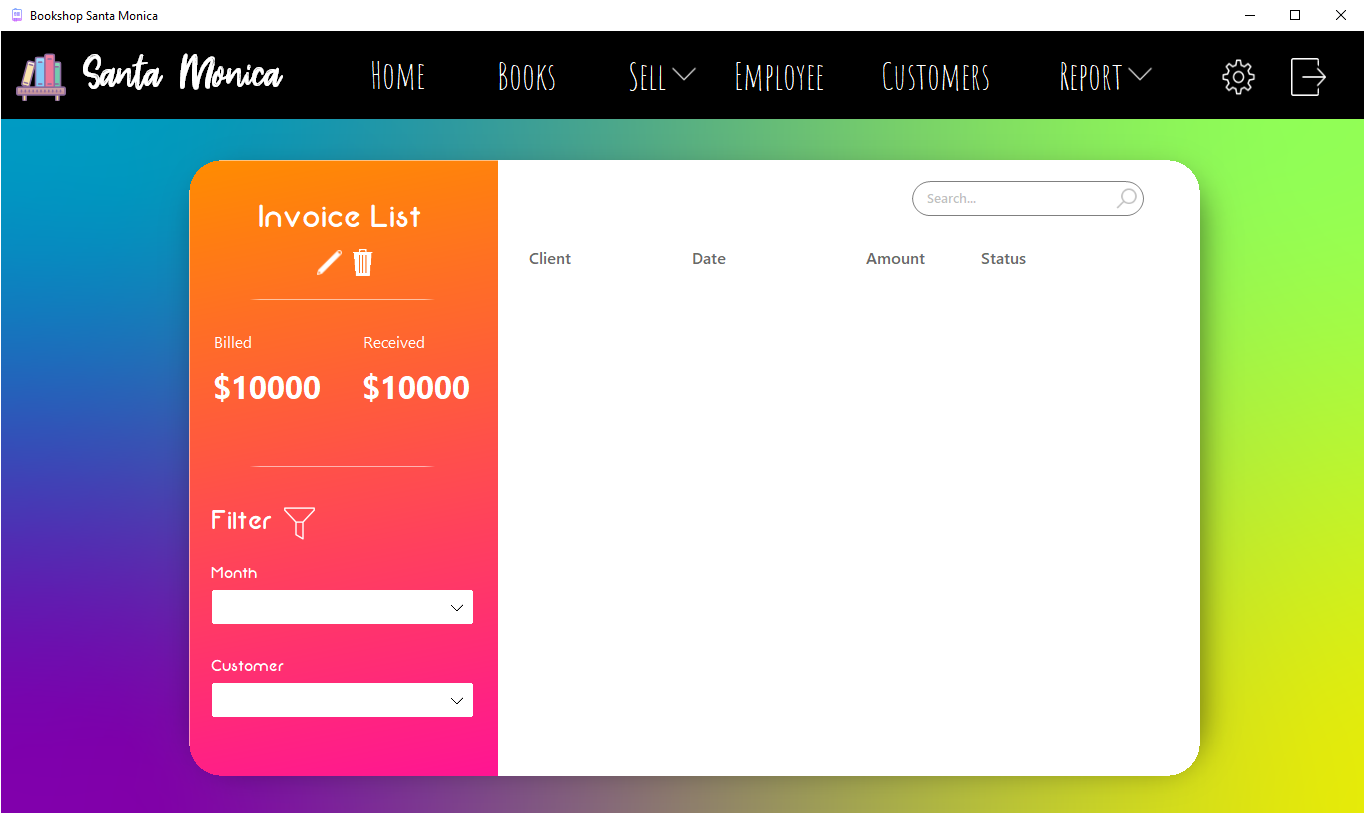 Bookshop Santa Monica
Santa Monica
Home
Books
Sell
Employee
Customers
Report
Invoice List
Billed
Received
$10000
$10000
Filter
Month
Customer
Search...
Client
Date
Amount
Status